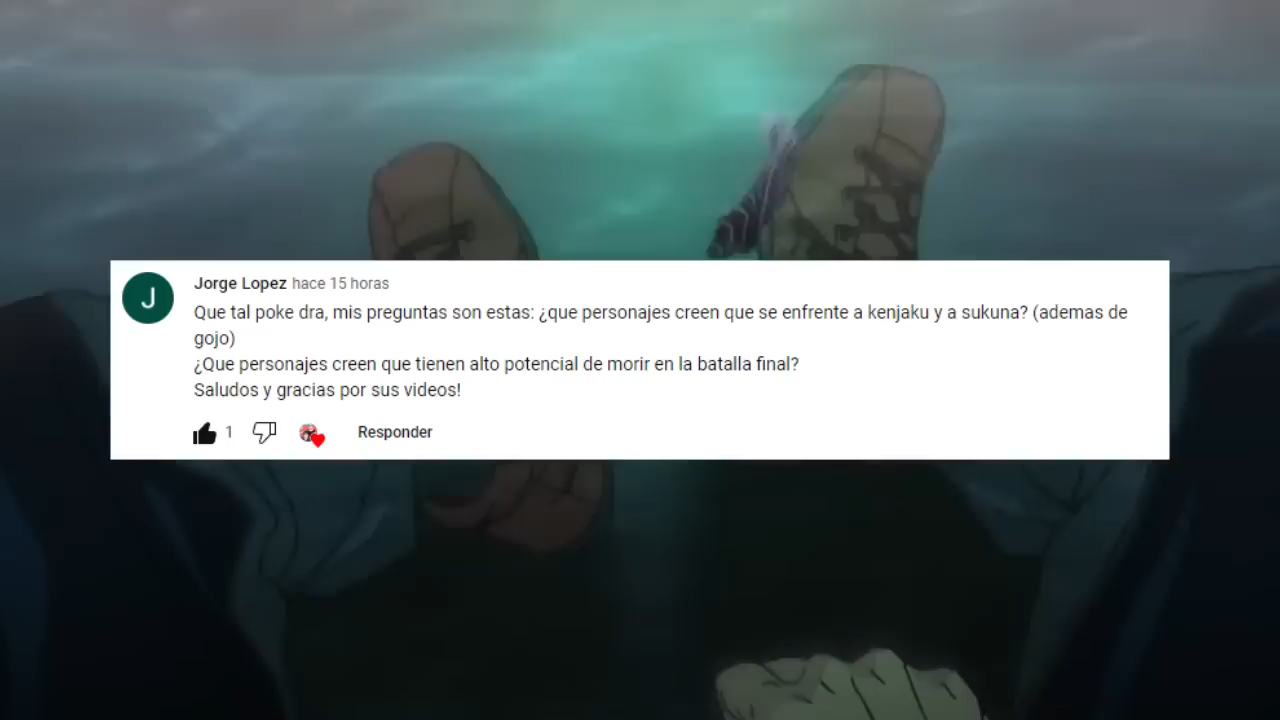 J
Jorge Lopez hace 15 horas
Que tal poke dra, mis preguntas son estas: ¿que personajes creen que se enfrente a kenjaku y a sukuna? (ademas de
gojo)
¿Que personajes creen que tienen alto potencial de morir en la batalla final?
Saludos y gracias por sus videos!
1 Responder